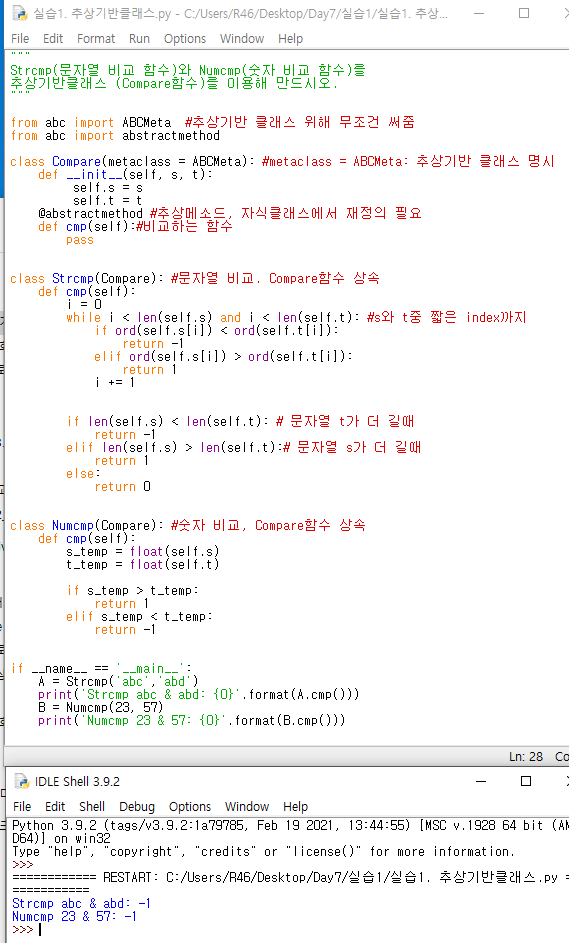 실습1. 추상기반클래스.py - C:/Users/R46/Desktop/Day7/실습1/실습1. 추상...
File Edit Format Run Options Window Help
"""
Strcmp(문자열 비교 함수)와 Numcmp(숫자 비교 함수)를
추상기반클래스 (Compare함수)를 이용해 만드시오.
"""
from abc import ABCMeta #추상기반 클래스 위해 무조건 써줌
from abc import abstractmethod
class Compare(metaclass = ABCMeta): #metaclass = ABCMeta: 추상기반 클래스 명시
    def __init__(self, s, t):
        self.s = s
        self.t = t
    @abstractmethod #추상메소드, 자식클래스에서 재정의 필요
    def cmp(self):#비교하는 함수
        pass
class Strcmp(Compare): #문자열 비교. Compare함수 상속
    def cmp(self):
        i = 0
        while i < len(self.s) and i < len(self.t): #s와 t중 짧은 index까지
            if ord(self.s[i]) < ord(self.t[i]):
                return -1
            elif ord(self.s[i]) > ord(self.t[i]):
                return 1
            i += 1
        if len(self.s) < len(self.t): # 문자열 t가 더 길때
            return -1
        elif len(self.s) > len(self.t):# 문자열 s가 더 길때
            return 1
        else:
            return 0
class Numcmp(Compare): #숫자 비교, Compare함수 상속
    def cmp(self):
        s_temp = float(self.s)
        t_temp = float(self.t)
        if s_temp > t_temp:
            return 1
        elif s_temp < t_temp:
            return -1
if __name__ == '__main__':
    A = Strcmp('abc','abd')
    print('Strcmp abc & abd: {0}'.format(A.cmp()))
    B = Numcmp(23, 57)
    print('Numcmp 23 & 57: {0}'.format(B.cmp()))
Ln: 28 Co
IDLE Shell 3.9.2
File Edit Shell Debug Options Window Help
Python 3.9.2 (tags/v3.9.2:1a79785, Feb 19 2021, 13:44:55) [MSC v.1928 64 bit (AM
D64)] on win32
Type "help", "copyright", "credits" or "license()" for more information.
>>>
============ RESTART: C:/Users/R46/Desktop/Day7/실습1/실습1. 추상기반클래스.py =
===========
Strcmp abc & abd: -1
Numcmp 23 & 57: -1
>>>